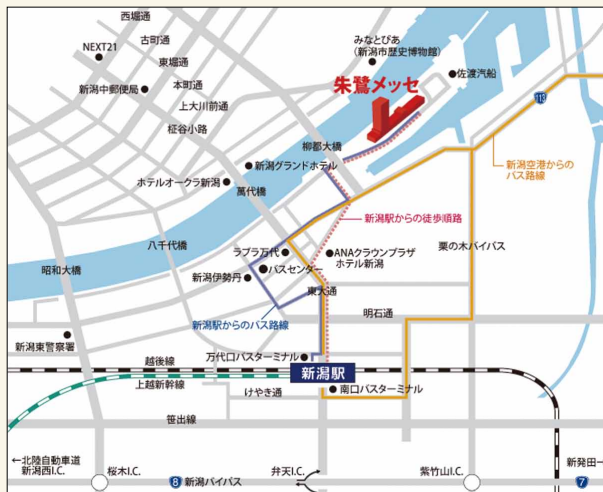 西堀通
古町通
NEXT21
東堀通
新潟中郵便局
本町通
上大川前通
柾谷小路
みなとぴあ
(新潟市歴史博物館)
佐渡汽船
朱鷺メッセ
113
柳都大橋
新潟空港からの
バス路線
新潟グランドホテル
ホテルオークラ新潟
萬代橋
新潟駅からの徒歩順路
八千代橋
ラブラ万代
ANAクラウンプラザ
ホテル新潟
栗の木バイパス
昭和大橋
バスセンター
新潟伊勢丹
東大通
明石通
新潟駅からのバス路線
新潟東警察署
万代口バスターミナル
越後線
新潟駅
上越新幹線
南口バスターミナル
けやき通
笹出線
←北陸自動車道
新潟西I.C.
桜木I.C.
8
新潟バイパス
弁天I.C.
紫竹山I.C.
新発田→
7